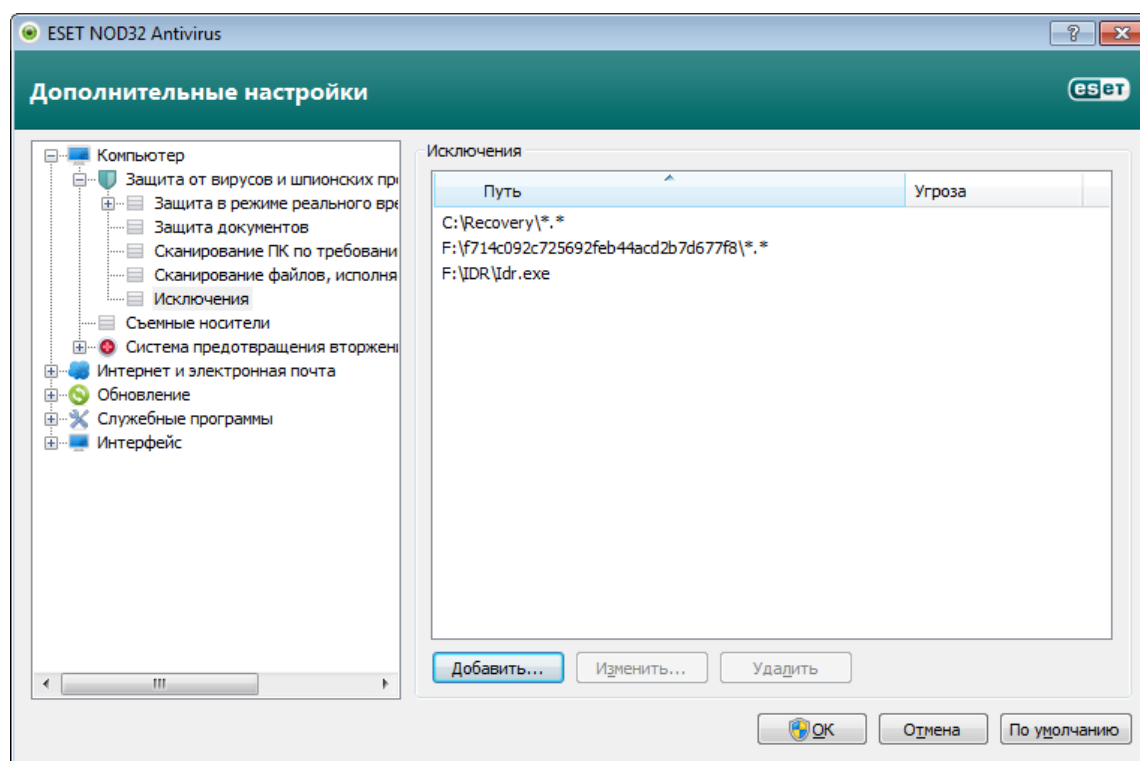 ESET NOD32 Antivirus
Дополнительные настройки
eseT
Компьютер
Защита от вирусов и шпионских пр
Защита в режиме реального вре
Защита документов
Сканирование ПК по требовани
Сканирование файлов, исполня
Исключения
Съемные носители
Система предотвращения вторжен
Интернет и электронная почта
Обновление
Служебные программы
Интерфейс
Исключения
Путь Угроза
C:\Recovery\*.*
F:\f714c092c725692feb44acd2b7d677f8\*.*
F:\IDR\Idr.exe
Добавить... Изменить... Удалить
OK Отмена По умолчанию